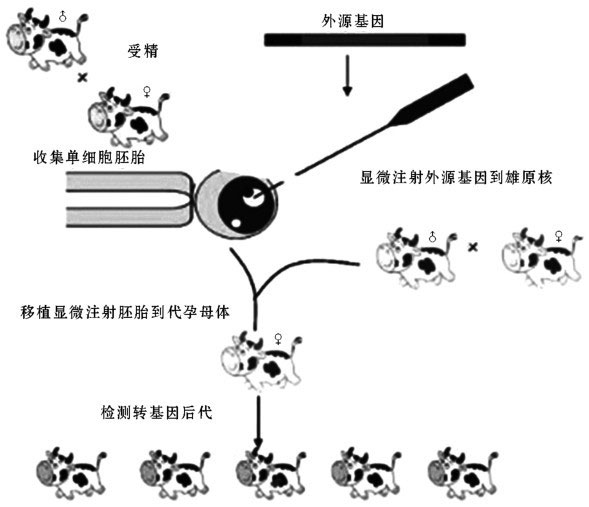 外源基因
♂
受精
×
♀
收集单细胞胚胎
显微注射外源基因到雄原核
♂
×
♀
移植显微注射胚胎到代孕母体
♀
检测转基因后代